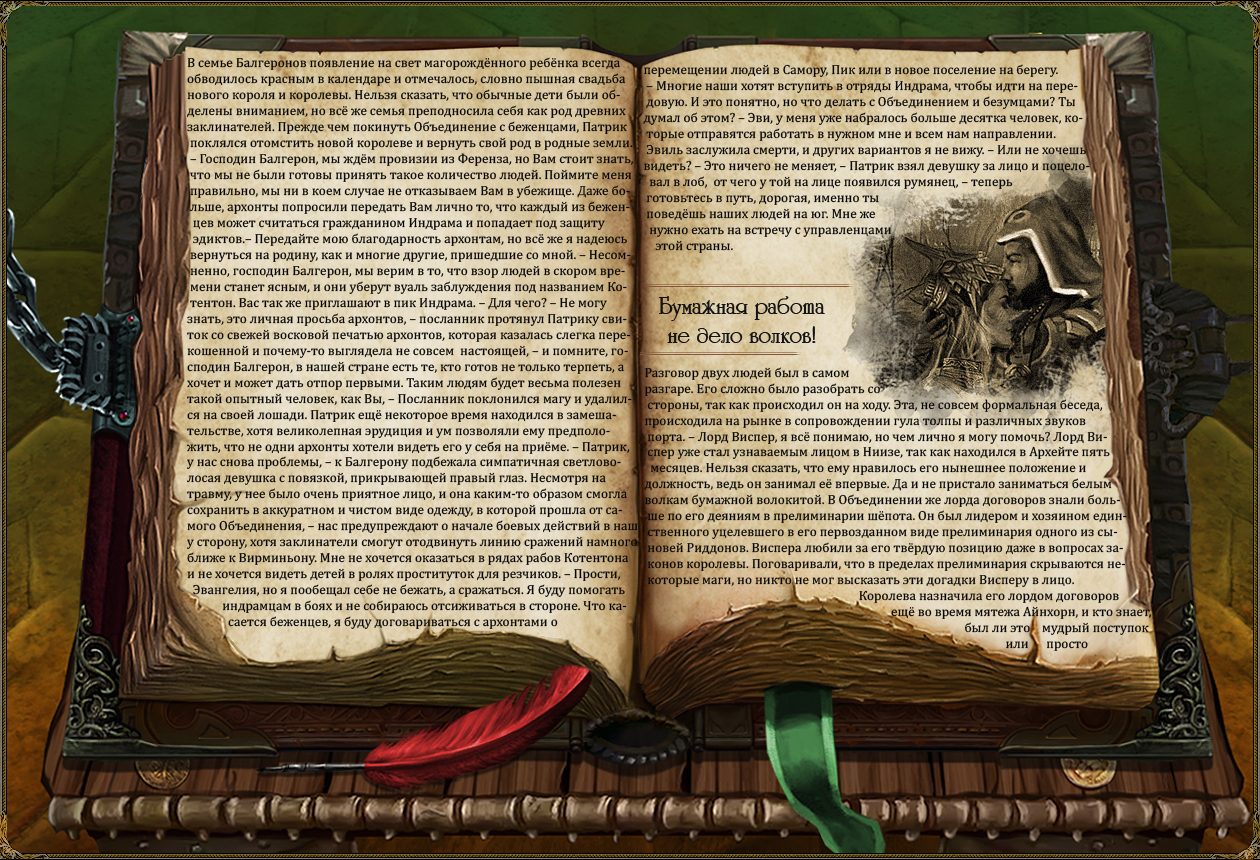 В семье Балгеронов появление на свет магорождённого ребёнка всегда
обводилось красным в календаре и отмечалось, словно пышная свадьба
нового короля и королевы. Нельзя сказать, что обычные дети были об-
делены вниманием, но всё же семья преподносила себя как род древних
заклинателей. Прежде чем покинуть Объединение с беженцами, Патрик
поклялся отомстить новой королеве и вернуть свой род в родные земли.
– Господин Балгерон, мы ждём провизии из Ференза, но Вам стоит знать,
что мы не были готовы принять такое количество людей. Поймите меня
правильно, мы ни в коем случае не отказываем Вам в убежище. Даже бо-
льше, архонты попросили передать Вам лично то, что каждый из бежен-
цев может считаться гражданином Индрама и попадает под защиту
эдиктов.– Передайте мою благодарность архонтам, но всё же я надеюсь
вернуться на родину, как и многие другие, пришедшие со мной. – Несом-
ненно, господин Балгерон, мы верим в то, что взор людей в скором вре-
мени станет ясным, и они уберут вуаль заблуждения под названием Ко-
тентон. Вас так же приглашают в пик Индрама. – Для чего? – Не могу
знать, это личная просьба архонтов, – посланник протянул Патрику сви-
ток со свежей восковой печатью архонтов, которая казалась слегка пере-
кошенной и почему-то выглядела не совсем настоящей, – и помните, го-
сподин Балгерон, в нашей стране есть те, кто готов не только терпеть, а
хочет и может дать отпор первыми. Таким людям будет весьма полезен
такой опытный человек, как Вы, – Посланник поклонился магу и удалил-
ся на своей лошади. Патрик ещё некоторое время находился в замеша-
тельстве, хотя великолепная эрудиция и ум позволяли ему предполо-
жить, что не одни архонты хотели видеть его у себя на приёме. – Патрик,
у нас снова проблемы, – к Балгерону подбежала симпатичная светлово-
лосая девушка с повязкой, прикрывающей правый глаз. Несмотря на
травму, у нее было очень приятное лицо, и она каким-то образом смогла
сохранить в аккуратном и чистом виде одежду, в которой прошла от са-
мого Объединения, – нас предупреждают о начале боевых действий в наш
у сторону, хотя заклинатели смогут отодвинуть линию сражений намного
ближе к Вирминьону. Мне не хочется оказаться в рядах рабов Котентона
и не хочется видеть детей в ролях проституток для резчиков. – Прости,
Эвангелия, но я пообещал себе не бежать, а сражаться. Я буду помогать
индрамцам в боях и не собираюсь отсиживаться в стороне. Что ка-
сается беженцев, я буду договариваться с архонтами о
перемещении людей в Самору, Пик или в новое поселение на берегу.
– Многие наши хотят вступить в отряды Индрама, чтобы идти на пере-
довую. И это понятно, но что делать с Объединением и безумцами? Ты
думал об этом? – Эви, у меня уже набралось больше десятка человек, ко-
торые отправятся работать в нужном мне и всем нам направлении.
Эвиль заслужила смерти, и других вариантов я не вижу. – Или не хочешь
видеть? – Это ничего не меняет, – Патрик взял девушку за лицо и поцело-
вал в лоб, от чего у той на лице появился румянец, – теперь
готовьтесь в путь, дорогая, именно ты
поведёшь наших людей на юг. Мне же
нужно ехать на встречу с управленцами
этой страны.
Бумажная работа
не дело волков!
Разговор двух людей был в самом
разгаре. Его сложно было разобрать со
стороны, так как происходил он на ходу. Эта, не совсем формальная беседа,
происходила на рынке в сопровождении гула толпы и различных звуков
порта. – Лорд Виспер, я всё понимаю, но чем лично я могу помочь? Лорд Ви-
спер уже стал узнаваемым лицом в Ниизе, так как находился в Архейте пять
месяцев. Нельзя сказать, что ему нравилось его нынешнее положение и
должность, ведь он занимал её впервые. Да и не пристало заниматься белым
волкам бумажной волокитой. В Объединении же лорда договоров знали боль-
ше по его деяниям в прелиминарии шёпота. Он был лидером и хозяином един-
ственного уцелевшего в его первозданном виде прелиминария одного из сы-
новей Риддонов. Виспера любили за его твёрдую позицию даже в вопросах за-
конов королевы. Поговаривали, что в пределах прелиминария скрываются не-
которые маги, но никто не мог высказать эти догадки Висперу в лицо.
Королева назначила его лордом договоров
ещё во время мятежа Айнхорн, и кто знает,
был ли это мудрый поступок,
или просто